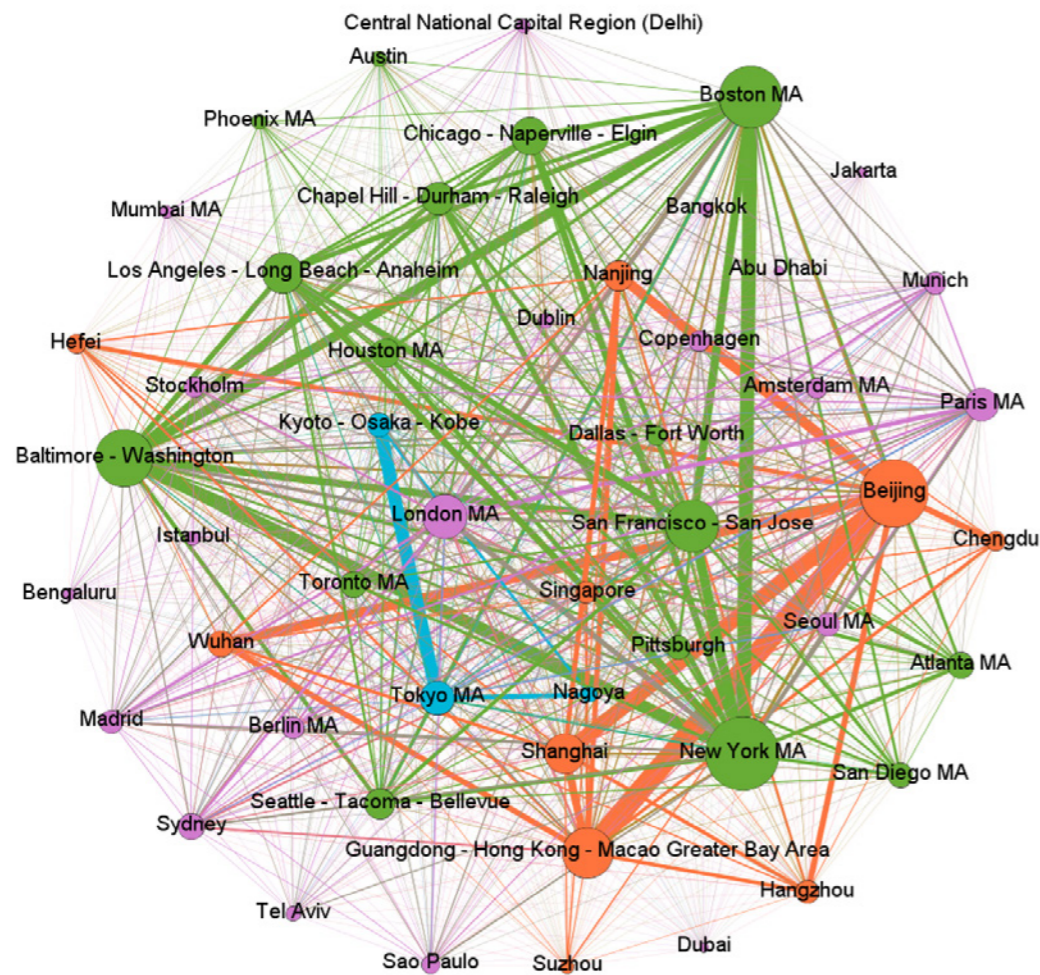 Central National Capital Region (Delhi)
Austin
Boston MA
Phoenix MA
Chicago - Naperville - Elgin
Jakarta
Chapel Hill - Durham - Raleigh
Mumbai MA
Bangkok
Los Angeles - Long Beach - Anaheim
Nanjing
Abu Dhabi
Munich
Dublin
Hefei
Houston MA
Copenhagen
Stockholm
Amsterdam MA
Paris MA
Kyoto - Osaka - Kobe
Dallas - Fort Worth
Baltimore - Washington
Beijing
London MA
San Francisco - San Jose
Istanbul
Chengdu
Toronto MA
Bengaluru
Singapore
Seoul MA
Wuhan
Pittsburgh
Atlanta MA
Tokyo MA
Nagoya
Madrid
Berlin MA
Shanghai
New York MA
San Diego MA
Seattle - Tacoma - Bellevue
Sydney
Guangdong - Hong Kong - Macao Greater Bay Area
Hangzhou
Tel Aviv
Dubai
Sao Paulo
Suzhou